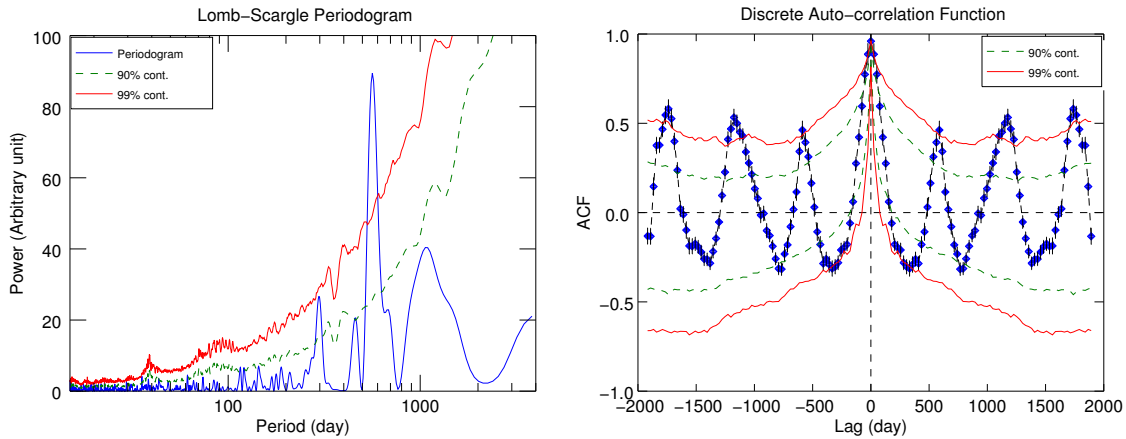 Lomb−Scargle Periodogram
100
80
60
40
20
0
Power (Arbitrary unit)
Periodogram
90% cont.
99% cont.
100
1000
Period (day)
Discrete Auto−correlation Function
1.0
0.5
0.0
−0.5
−1.0
ACF
90% cont.
99% cont.
−2000 −1500 −1000 −500 0 500 1000 1500 2000
Lag (day)